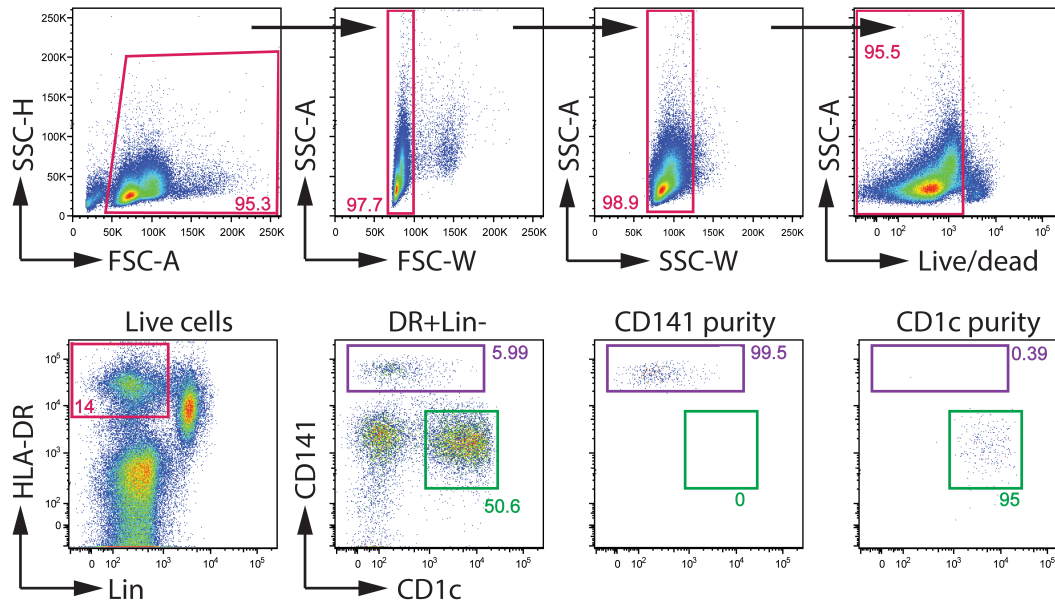 250K
200K
150K
100K
50K
0
SSC-H
95.3
0 50K 100K 150K 200K 250K
FSC-A
SSC-A
97.7
0 50K 100K 150K 200K 250K
FSC-W
SSC-A
98.9
0 50K 100K 150K 200K 250K
SSC-W
SSC-A
95.5
0 10² 10³ 10⁴ 10⁵
Live/dead
Live cells
10⁵
10⁴
10³
10²
0
HLA-DR
14
0 10² 10³ 10⁴ 10⁵
Lin
DR+Lin-
CD141
5.99
50.6
0 10² 10³ 10⁴ 10⁵
CD1c
CD141 purity
99.5
0
0 10² 10³ 10⁴ 10⁵
CD1c purity
0.39
95
0 10² 10³ 10⁴ 10⁵